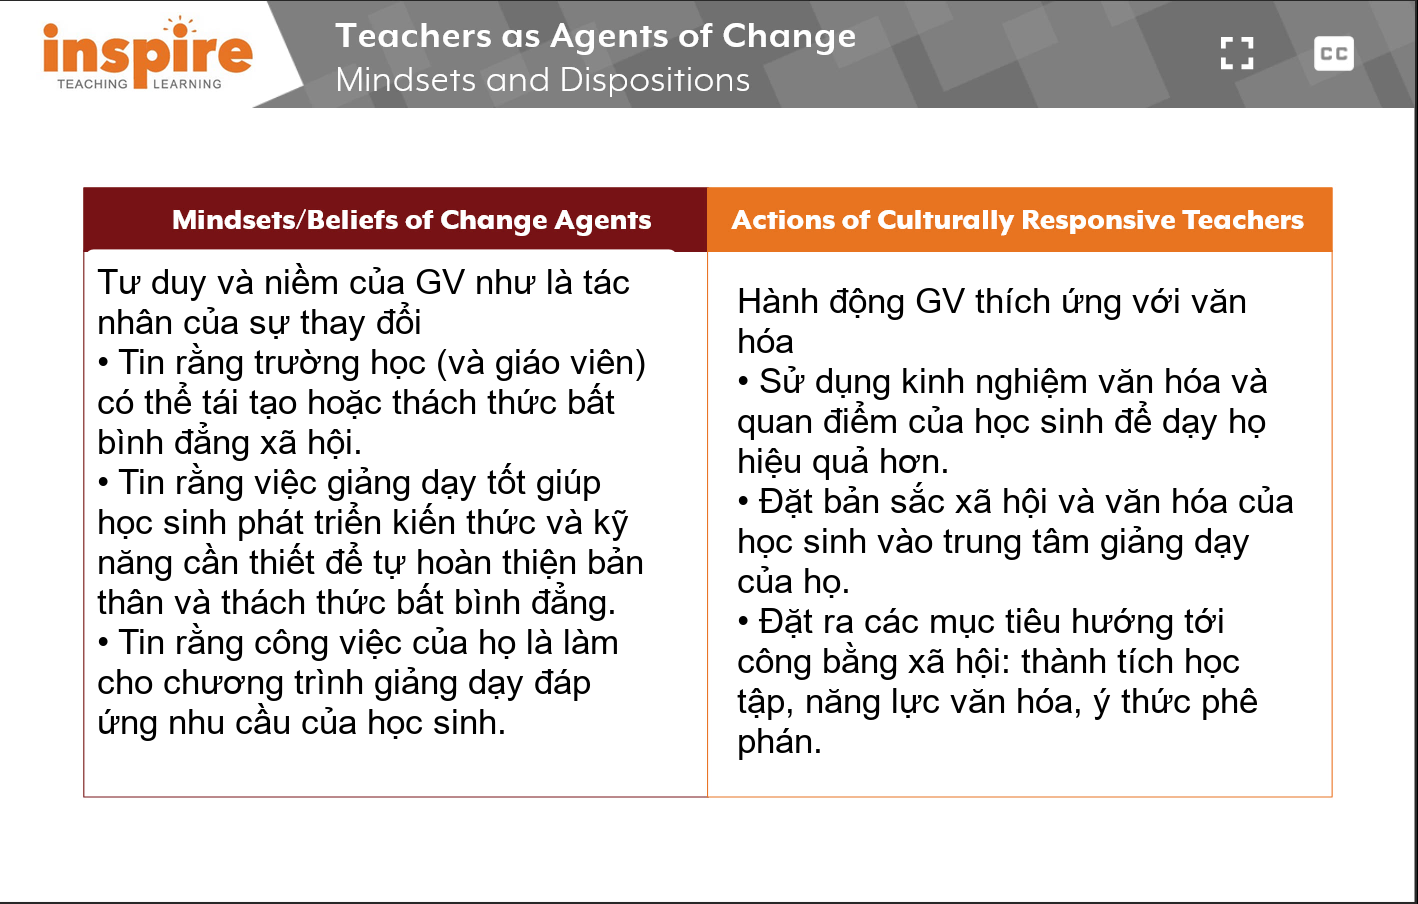 inspire
TEACHING LEARNING
Teachers as Agents of Change
Mindsets and Dispositions
CC
Mindsets/Beliefs of Change Agents
Tư duy và niềm của GV như là tác
nhân của sự thay đổi
• Tin rằng trường học (và giáo viên)
có thể tái tạo hoặc thách thức bất
bình đẳng xã hội.
• Tin rằng việc giảng dạy tốt giúp
học sinh phát triển kiến thức và kỹ
năng cần thiết để tự hoàn thiện bản
thân và thách thức bất bình đẳng.
• Tin rằng công việc của họ là làm
cho chương trình giảng dạy đáp
ứng nhu cầu của học sinh.
Actions of Culturally Responsive Teachers
Hành động GV thích ứng với văn
hóa
• Sử dụng kinh nghiệm văn hóa và
quan điểm của học sinh để dạy họ
hiệu quả hơn.
• Đặt bản sắc xã hội và văn hóa của
học sinh vào trung tâm giảng dạy
của họ.
• Đặt ra các mục tiêu hướng tới
công bằng xã hội: thành tích học
tập, năng lực văn hóa, ý thức phê
phán.